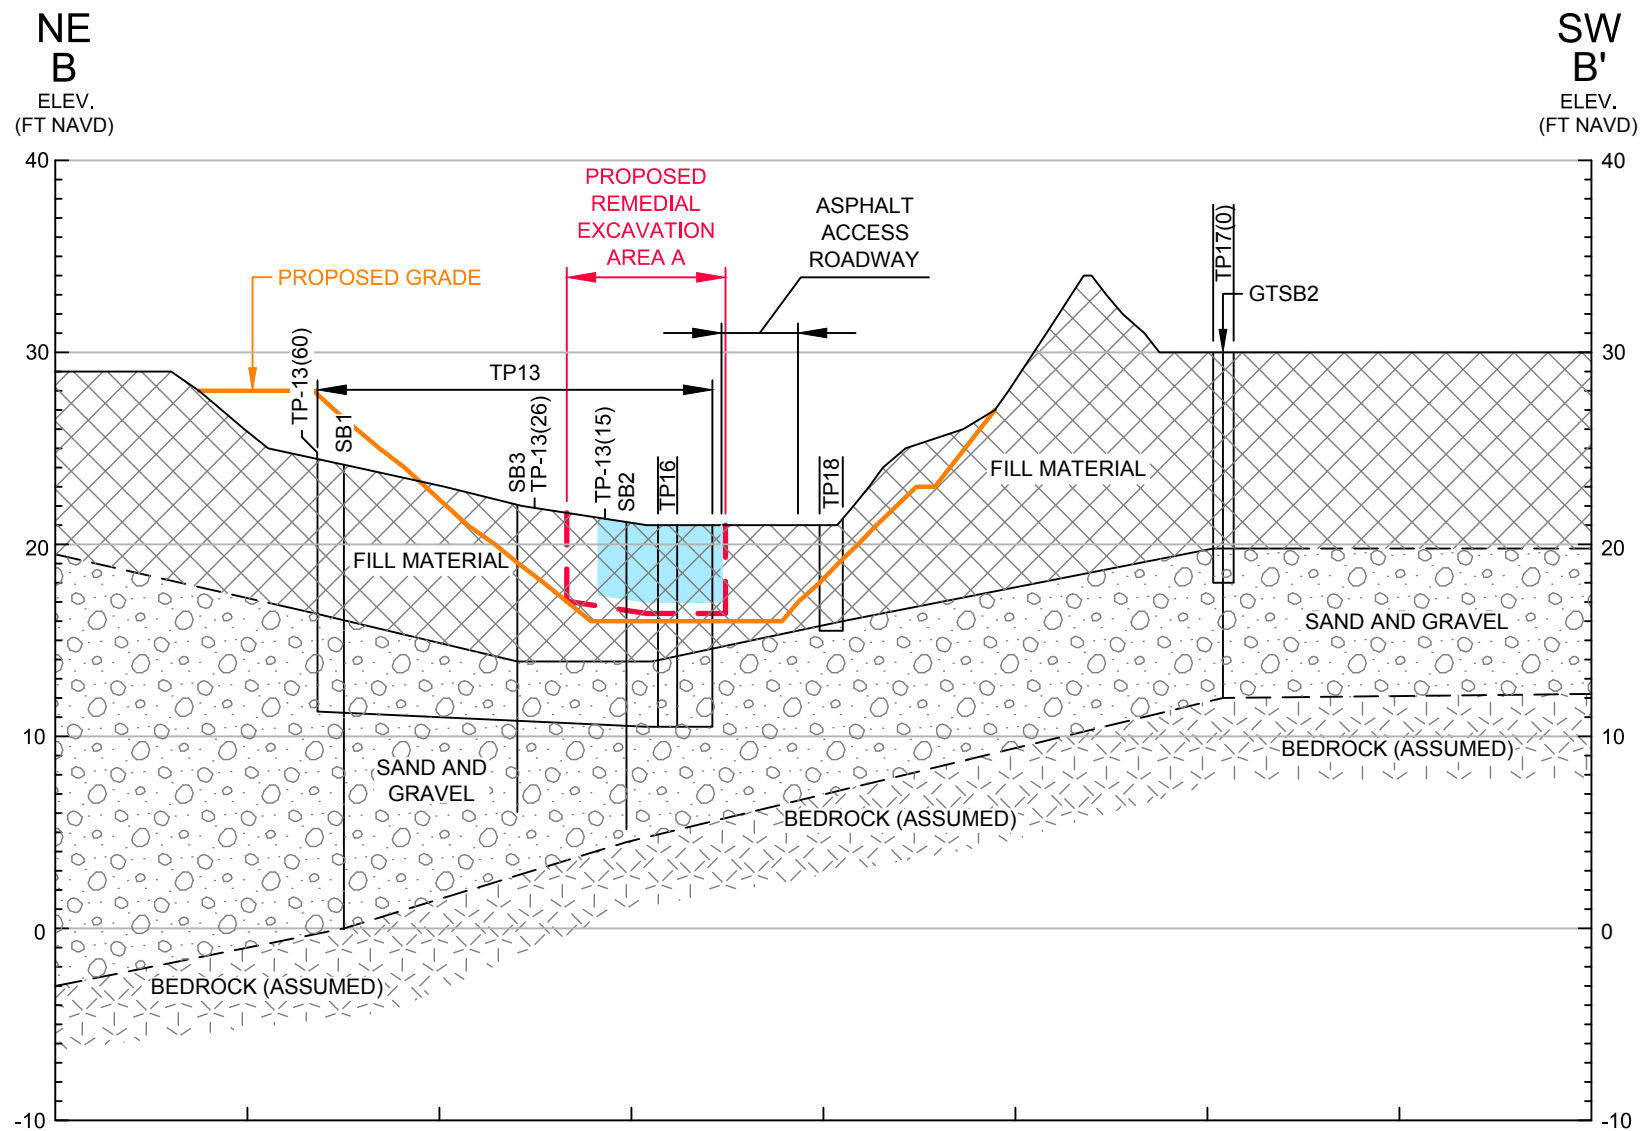 NE
B
ELEV.
(FT NAVD)
SW
B'
ELEV.
(FT NAVD)
40
30
20
10
0
-10
40
30
20
10
0
-10
PROPOSED
REMEDIAL
EXCAVATION
AREA A
ASPHALT
ACCESS
ROADWAY
PROPOSED GRADE
TP17(0)
GTSB2
TP-13(60)
SB1
TP13
SB3
TP-13(26)
TP-13(15)
SB2
TP16
TP18
FILL MATERIAL
FILL MATERIAL
SAND AND GRAVEL
SAND AND
GRAVEL
BEDROCK (ASSUMED)
BEDROCK (ASSUMED)
BEDROCK (ASSUMED)